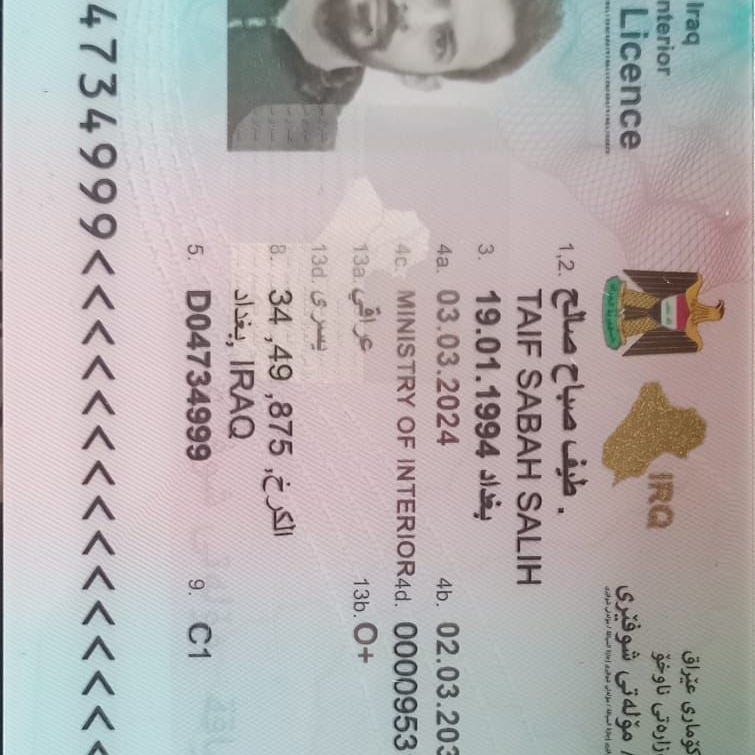 Iraq
nterior
Licence
IRQ
ۆماری عێراق
زارەتی ناوخۆ
مۆڵەتی شوفێری
1,2. طيف صباح صالح .
TAIF SABAH SALIH
3. 19.01.1994 بغداد
4a. 03.03.2024 4b. 02.03.203
4c. MINISTRY OF INTERIOR 4d. 0000953
13a. عراقي 13b. O+
13d. يسرى
8. الكرخ, 875, 49, 34
بغداد, IRAQ
5. D04734999 9. C1
4734999<<<<<<<<<<<<<